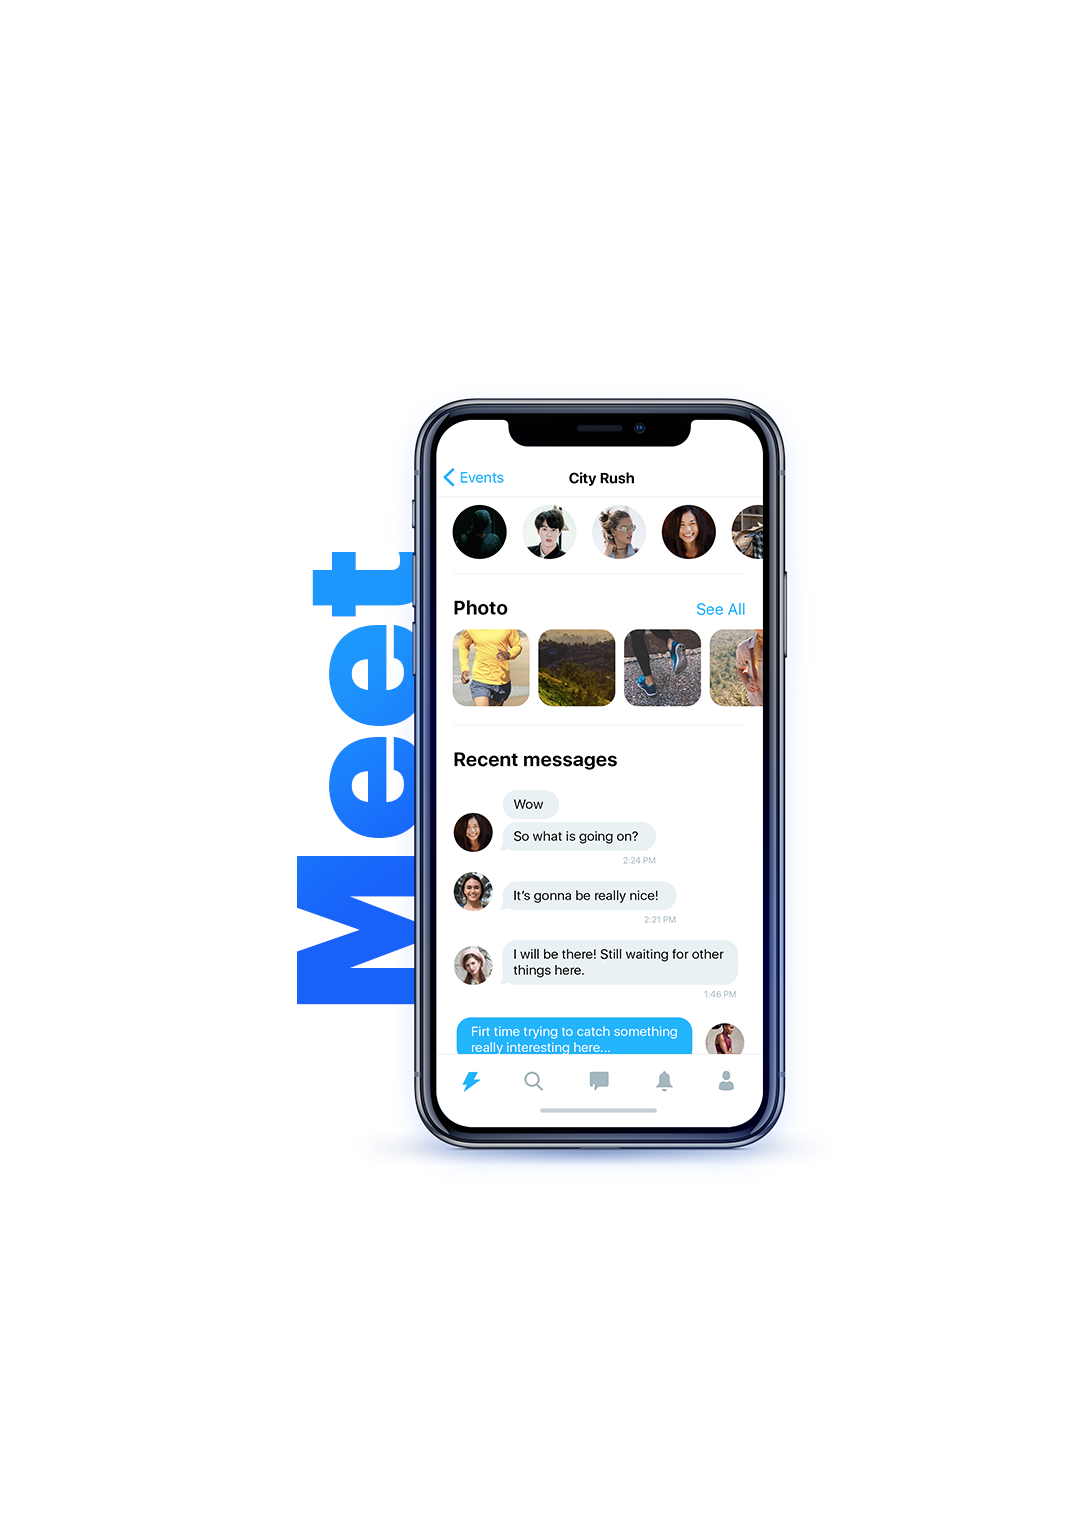 Meet
Events
City Rush
Photo
See All
Recent messages
Wow
So what is going on?
2:24 PM
It's gonna be really nice!
2:21 PM
I will be there! Still waiting for other
things here.
1:46 PM
Firt time trying to catch something
really interesting here...